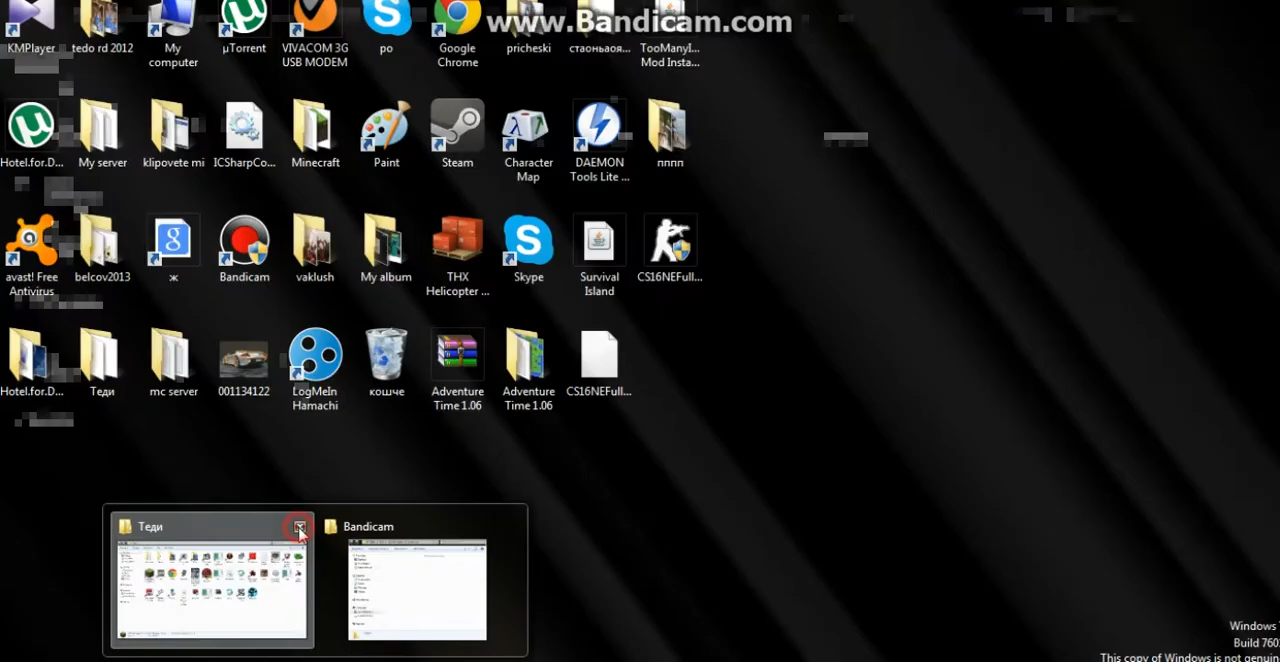 www.Bandicam.com
KMPlayer
tedo rd 2012
My
computer
µTorrent
VIVACOM 3G
USB MODEM
po
Google
Chrome
pricheski
стаоньаоя...
TooManyI...
Mod Insta...
Hotel.for.D...
My server
klipovete mi
ICSharpCo...
Minecraft
Paint
Steam
Character
Map
DAEMON
Tools Lite ...
пппп
avast! Free
Antivirus
belcov2013
ж
Bandicam
vaklush
My album
THX
Helicopter ...
Skype
Survival
Island
CS16NEFull...
Hotel.for.D...
Теди
mc server
001134122
LogMeIn
Hamachi
кошче
Adventure
Time 1.06
Adventure
Time 1.06
CS16NEFull...
Теди
Bandicam
Windows
Build 760
This copy of Windows is not genuin